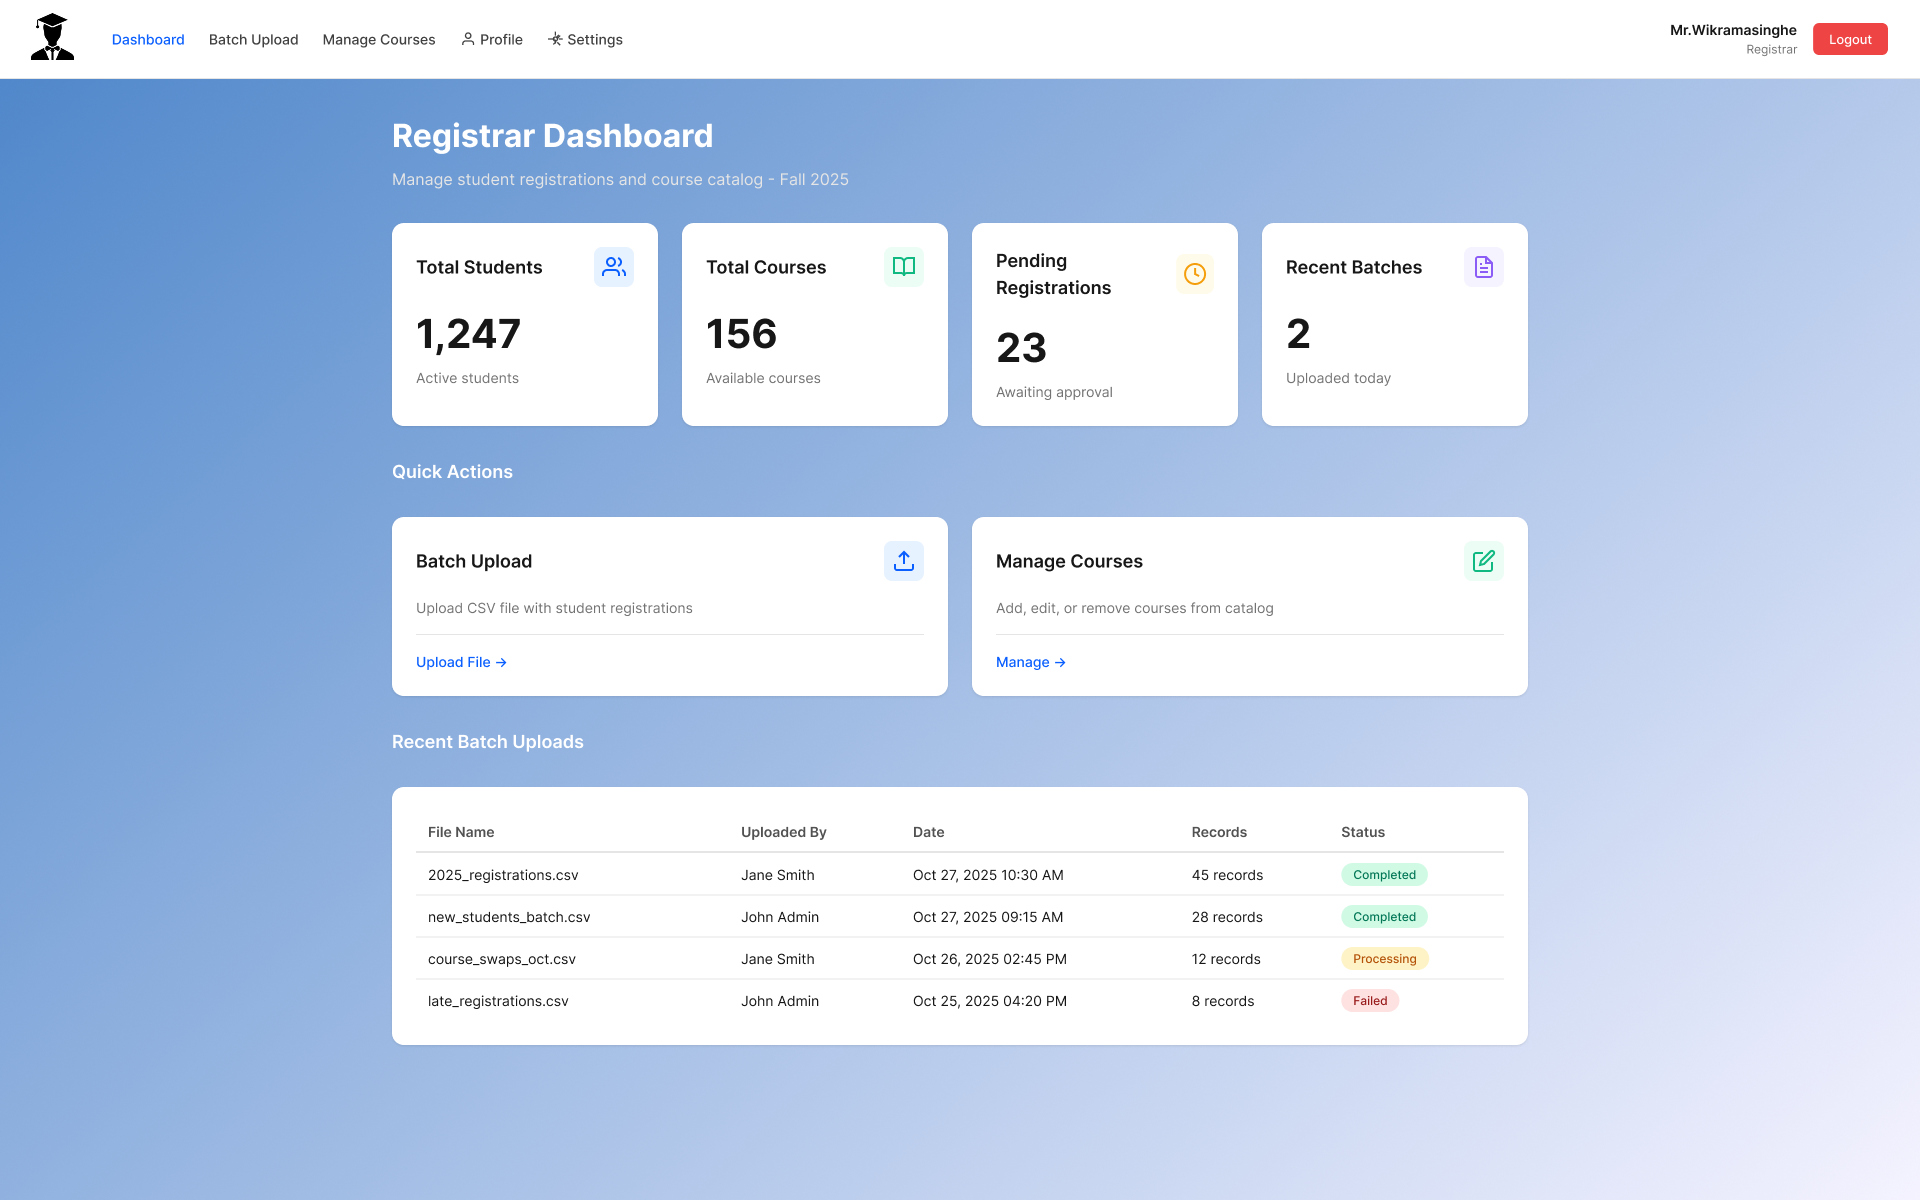 Dashboard Batch Upload Manage Courses Profile Settings
Mr.Wikramasinghe
Registrar
Logout
Registrar Dashboard
Manage student registrations and course catalog - Fall 2025
Total Students
1,247
Active students
Total Courses
156
Available courses
Pending
Registrations
23
Awaiting approval
Recent Batches
2
Uploaded today
Quick Actions
Batch Upload
Upload CSV file with student registrations
Upload File →
Manage Courses
Add, edit, or remove courses from catalog
Manage →
Recent Batch Uploads
File Name Uploaded By Date Records Status
2025_registrations.csv Jane Smith Oct 27, 2025 10:30 AM 45 records Completed
new_students_batch.csv John Admin Oct 27, 2025 09:15 AM 28 records Completed
course_swaps_oct.csv Jane Smith Oct 26, 2025 02:45 PM 12 records Processing
late_registrations.csv John Admin Oct 25, 2025 04:20 PM 8 records Failed